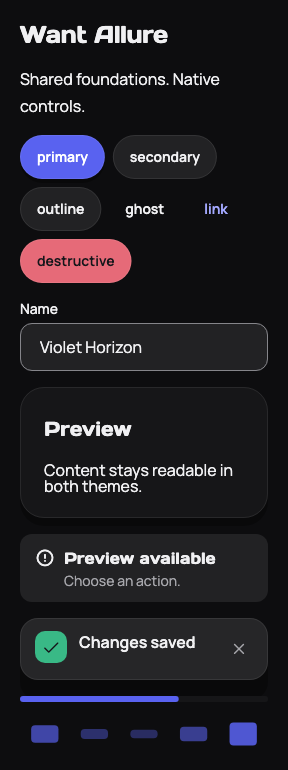 Want Allure
Shared foundations. Native
controls.
primary
secondary
outline
ghost
link
destructive
Name
Violet Horizon
Preview
Content stays readable in
both themes.
Preview available
Choose an action.
Changes saved